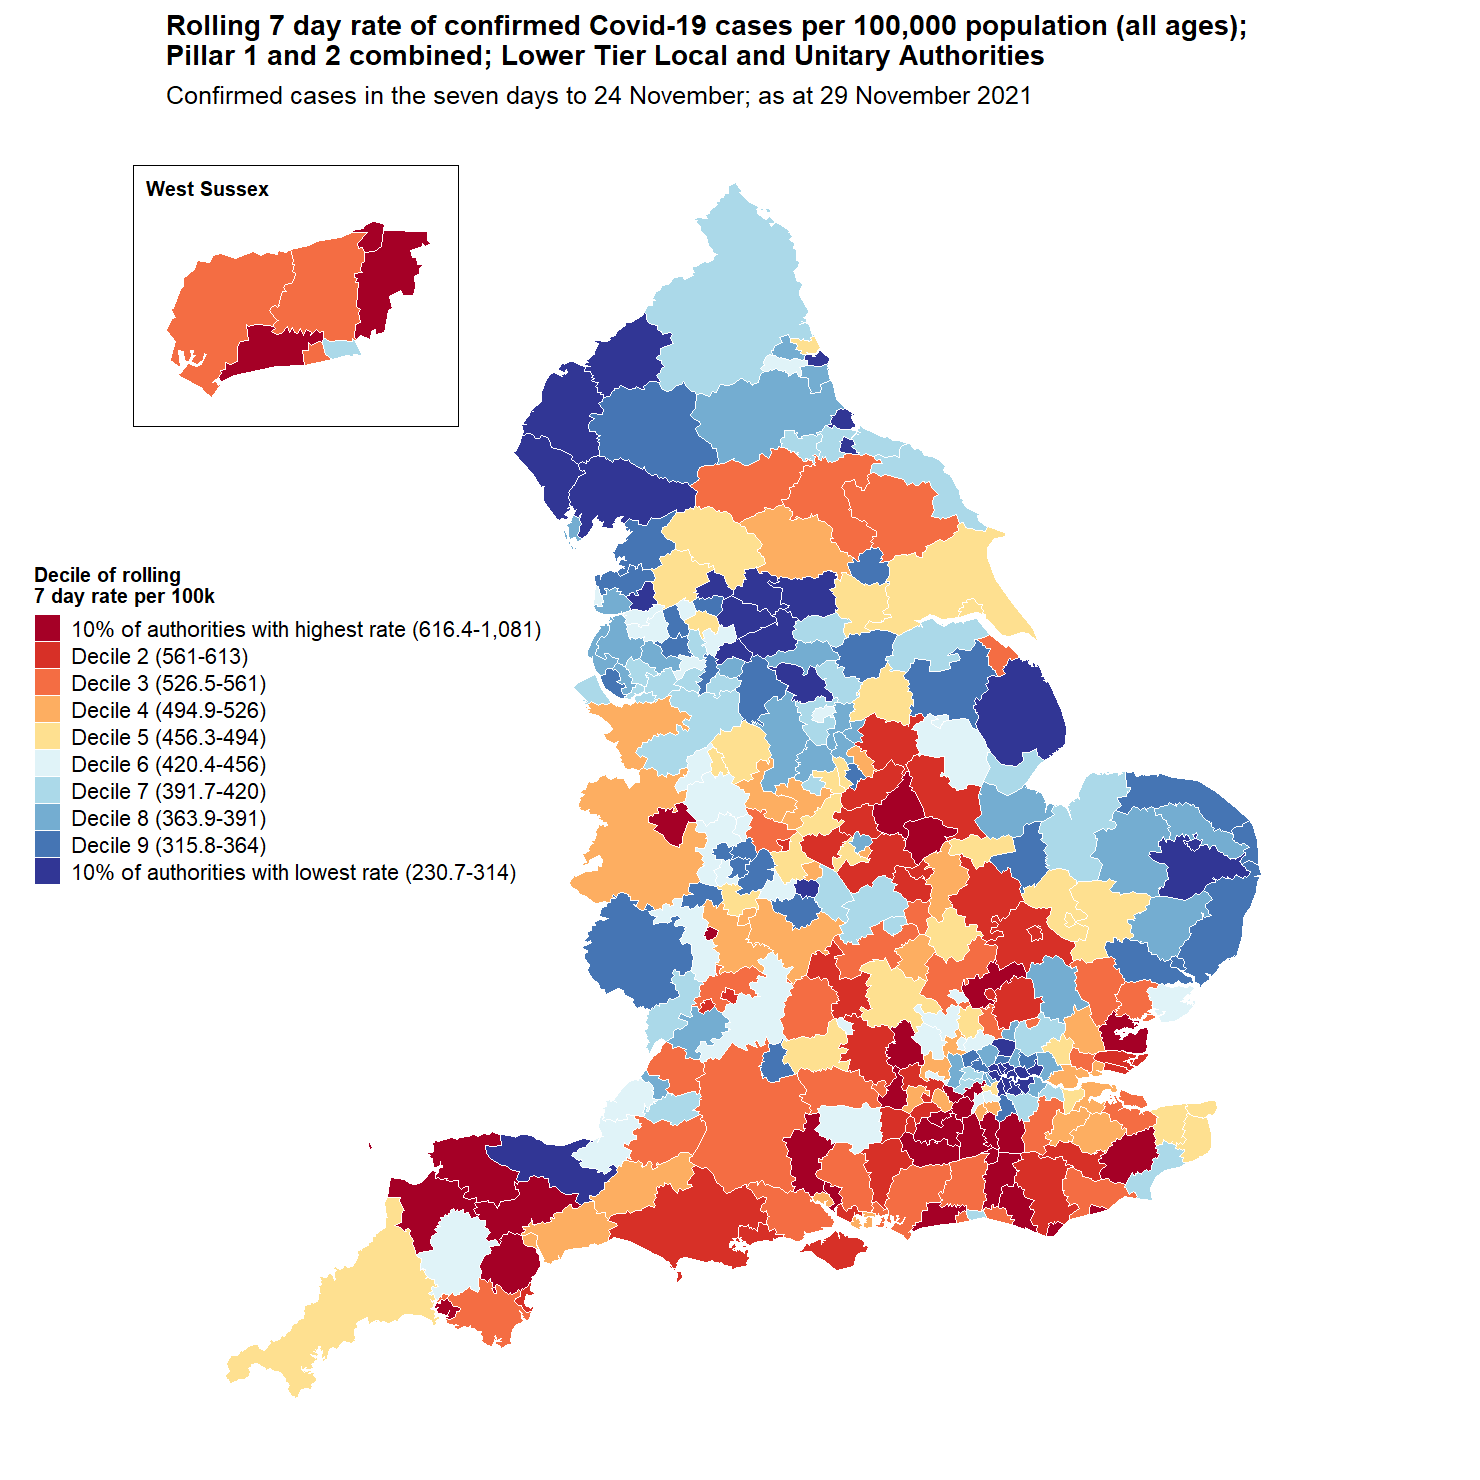 Rolling 7 day rate of confirmed Covid-19 cases per 100,000 population (all ages);
Pillar 1 and 2 combined; Lower Tier Local and Unitary Authorities
Confirmed cases in the seven days to 24 November; as at 29 November 2021
West Sussex
Decile of rolling
7 day rate per 100k
10% of authorities with highest rate (616.4-1,081)
Decile 2 (561-613)
Decile 3 (526.5-561)
Decile 4 (494.9-526)
Decile 5 (456.3-494)
Decile 6 (420.4-456)
Decile 7 (391.7-420)
Decile 8 (363.9-391)
Decile 9 (315.8-364)
10% of authorities with lowest rate (230.7-314)